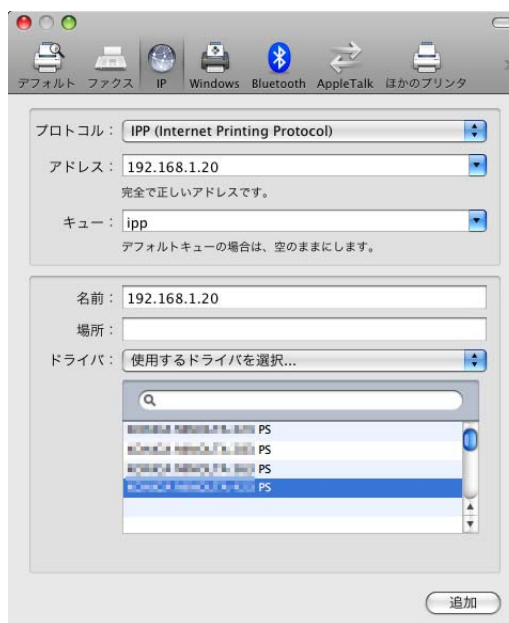 デフォルト ファクス IP Windows Bluetooth AppleTalk ほかのプリンタ
プロトコル： IPP (Internet Printing Protocol)
アドレス： 192.168.1.20
完全で正しいアドレスです。
キュー： ipp
デフォルトキューの場合は、空のままにします。
名前： 192.168.1.20
場所：
ドライバ： 使用するドライバを選択...
PS
PS
PS
PS
追加